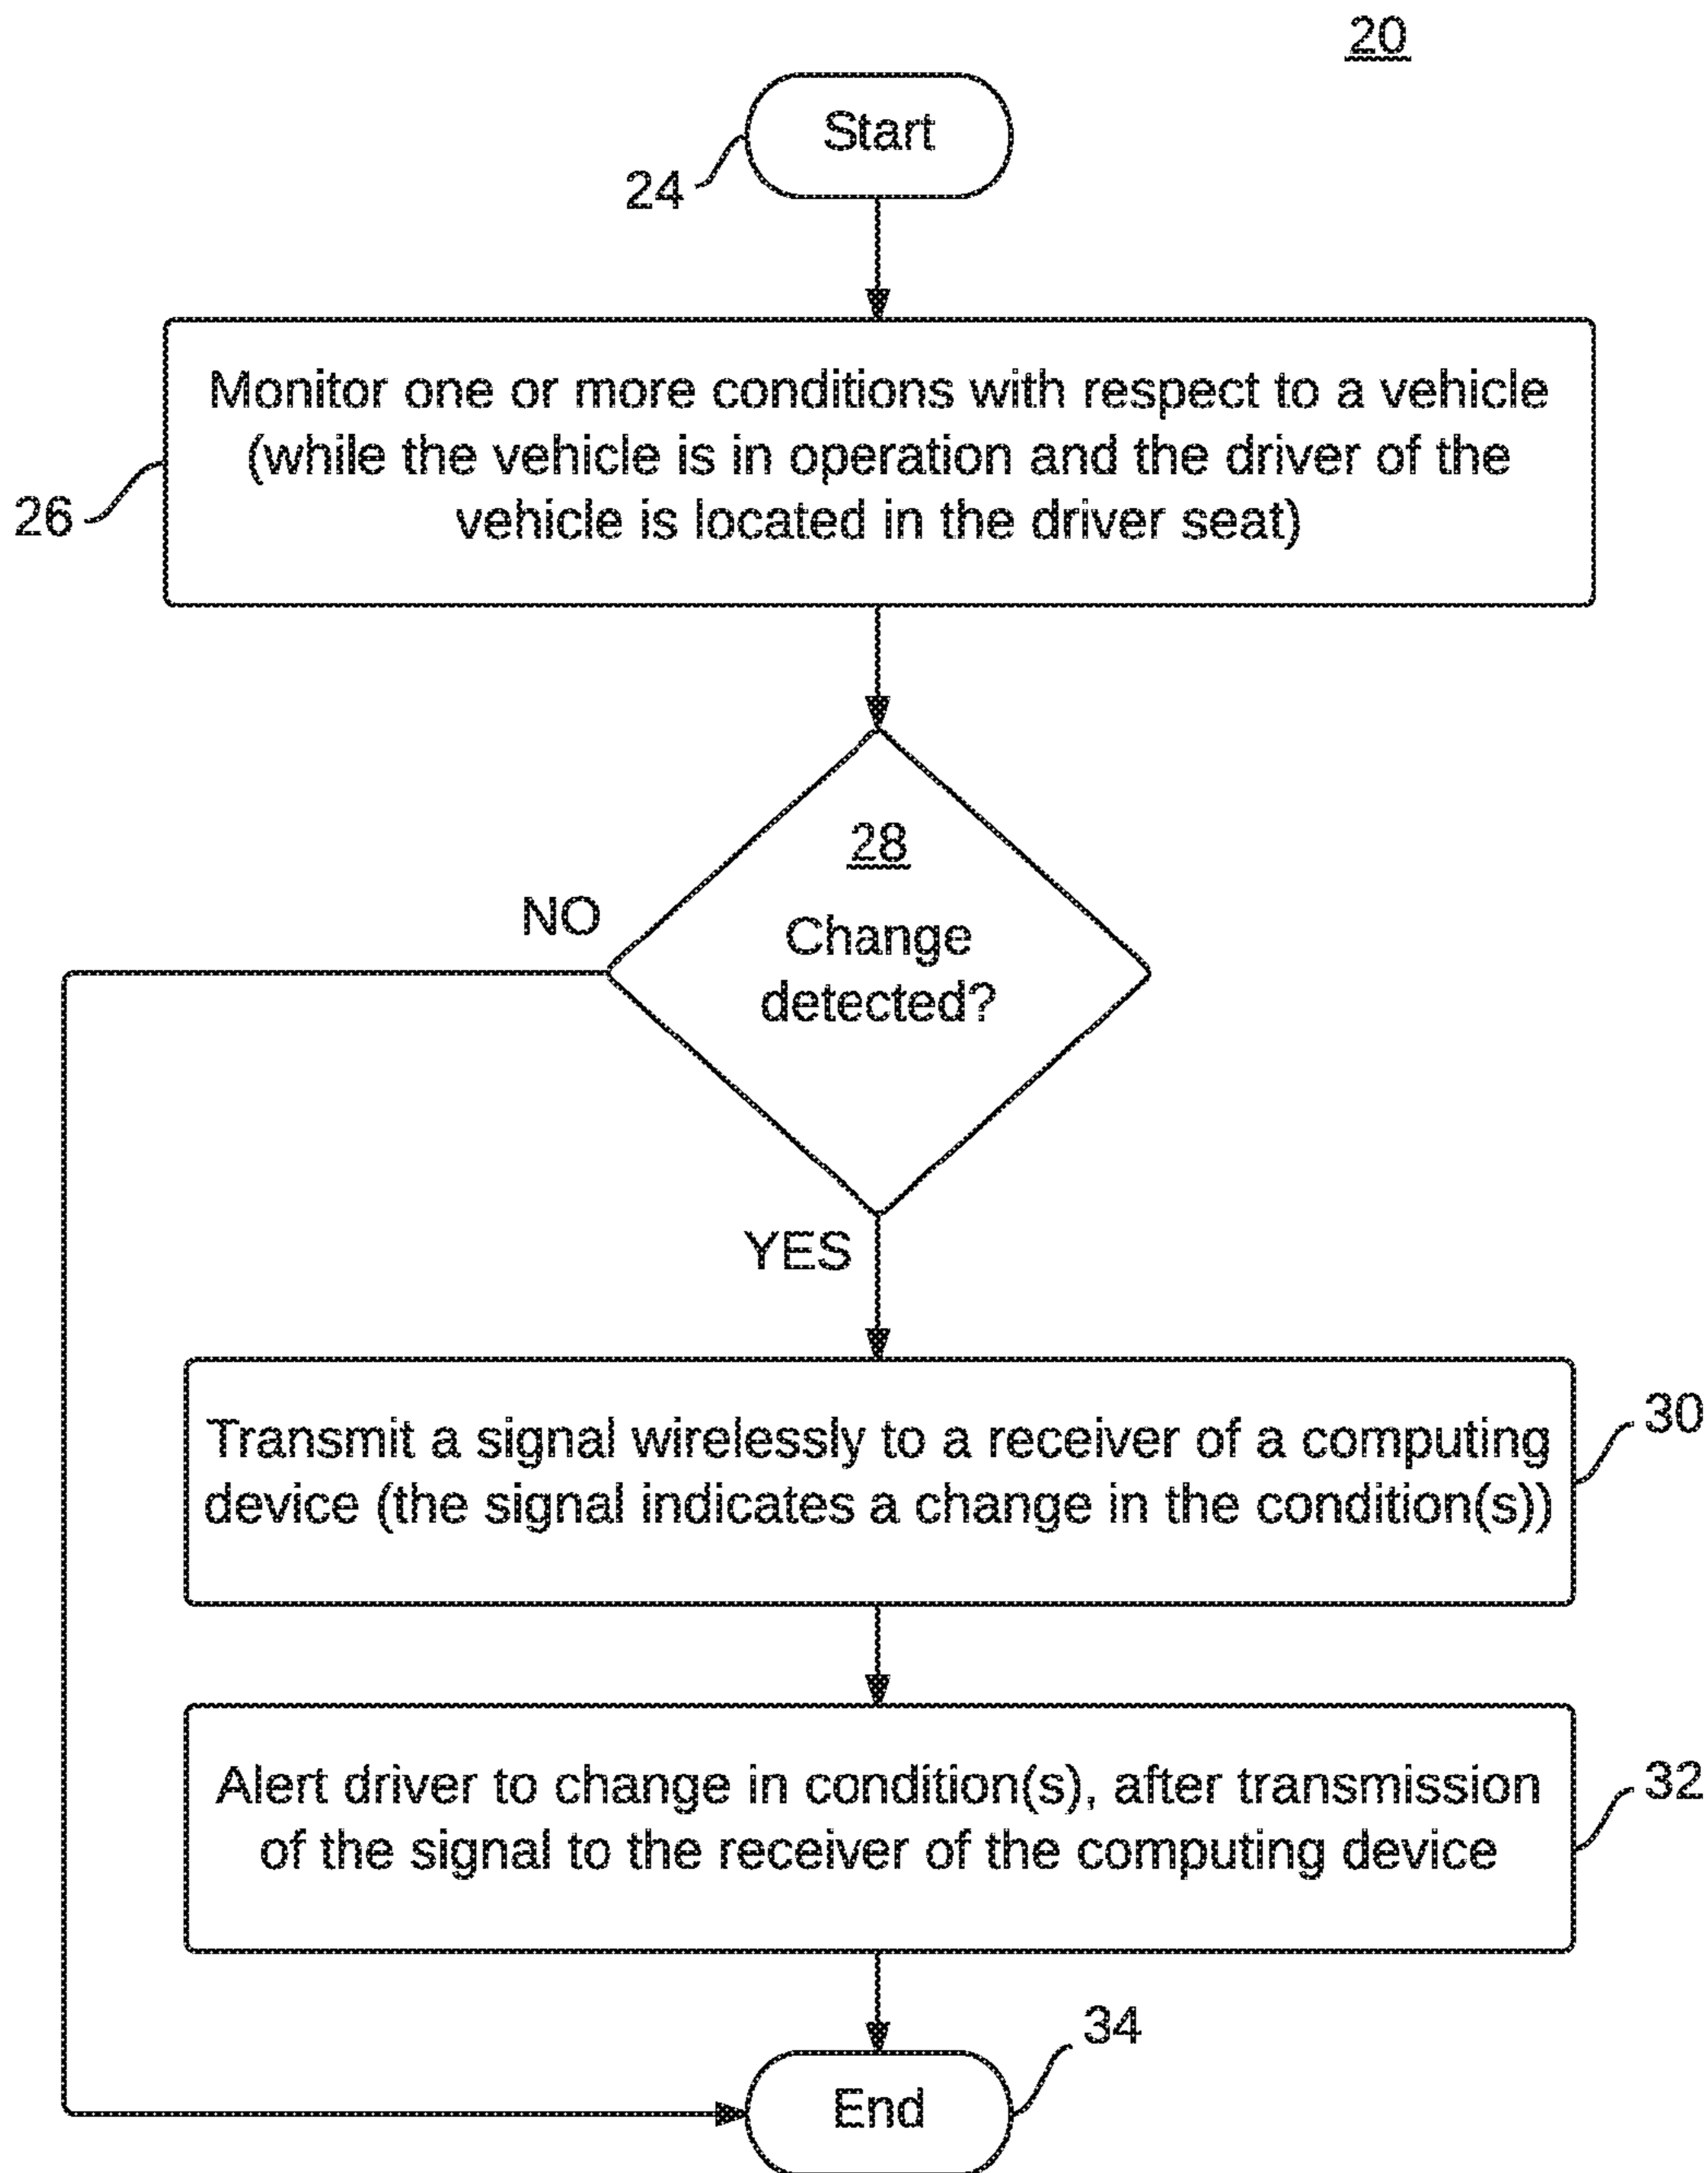 20
Start
24
Monitor one or more conditions with respect to a vehicle
(while the vehicle is in operation and the driver of the
vehicle is located in the driver seat)
26
28
Change
detected?
NO
YES
Transmit a signal wirelessly to a receiver of a computing
device (the signal indicates a change in the condition(s))
30
Alert driver to change in condition(s), after transmission
of the signal to the receiver of the computing device
32
34
End